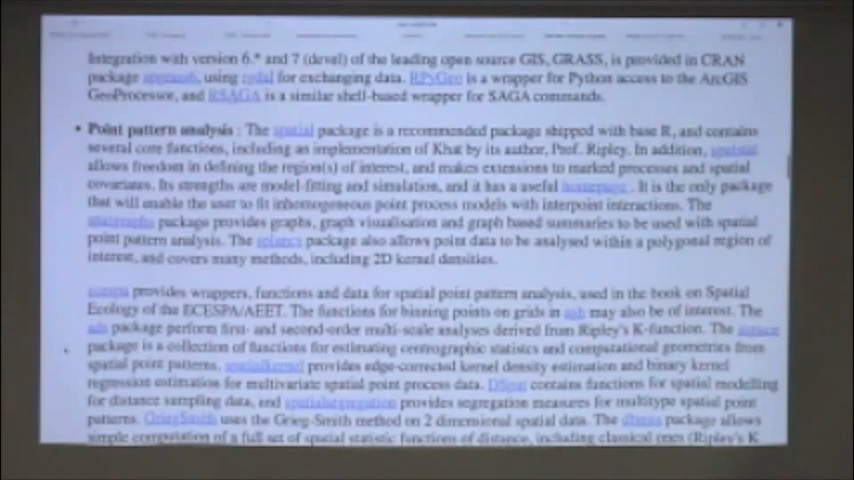 Integration with version 6.* and 7 (devel) of the leading open source GIS, GRASS, is provided in CRAN
package spgrass6, using rgdal for exchanging data. RPyGeo is a wrapper for Python access to the ArcGIS
GeoProcessor, and RSAGA is a similar shell-based wrapper for SAGA commands.
• Point pattern analysis : The spatial package is a recommended package shipped with base R, and contains
several core functions, including an implementation of Khat by its author, Prof. Ripley. In addition, spatstat
allows freedom in defining the region(s) of interest, and makes extensions to marked processes and spatial
covariates. Its strengths are model-fitting and simulation, and it has a useful homepage . It is the only package
that will enable the user to fit inhomogeneous point process models with interpoint interactions. The
spatgraphs package provides graphs, graph visualisation and graph based summaries to be used with spatial
point pattern analysis. The splancs package also allows point data to be analysed within a polygonal region of
interest, and covers many methods, including 2D kernel densities.
ecespa provides wrappers, functions and data for spatial point pattern analysis, used in the book on Spatial
Ecology of the ECESPA/AEET. The functions for binning points on grids in ash may also be of interest. The
ads package perform first- and second-order multi-scale analyses derived from Ripley's K-function. The aspace
package is a collection of functions for estimating centrographic statistics and computational geometries from
spatial point patterns. spatialkernel provides edge-corrected kernel density estimation and binary kernel
regression estimation for multivariate spatial point process data. DSpat contains functions for spatial modelling
for distance sampling data, and spatialsegregation provides segregation measures for multitype spatial point
patterns. GriegSmith uses the Grieg-Smith method on 2 dimensional spatial data. The dbmss package allows
simple computation of a full set of spatial statistic functions of distance, including classical ones (Ripley's K